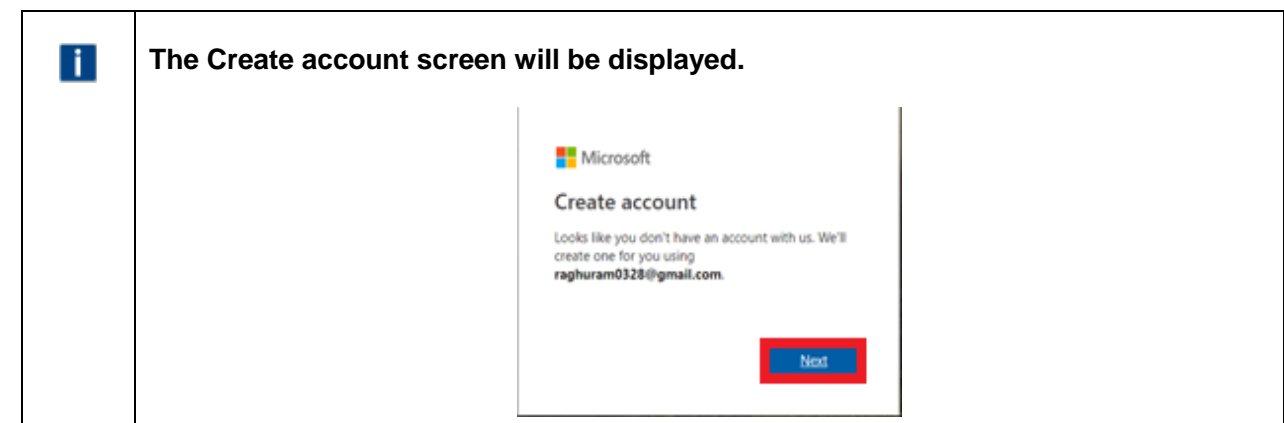 i
The Create account screen will be displayed.
Microsoft
Create account
Looks like you don't have an account with us. We'll
create one for you using
raghuram0328@gmail.com.
Next